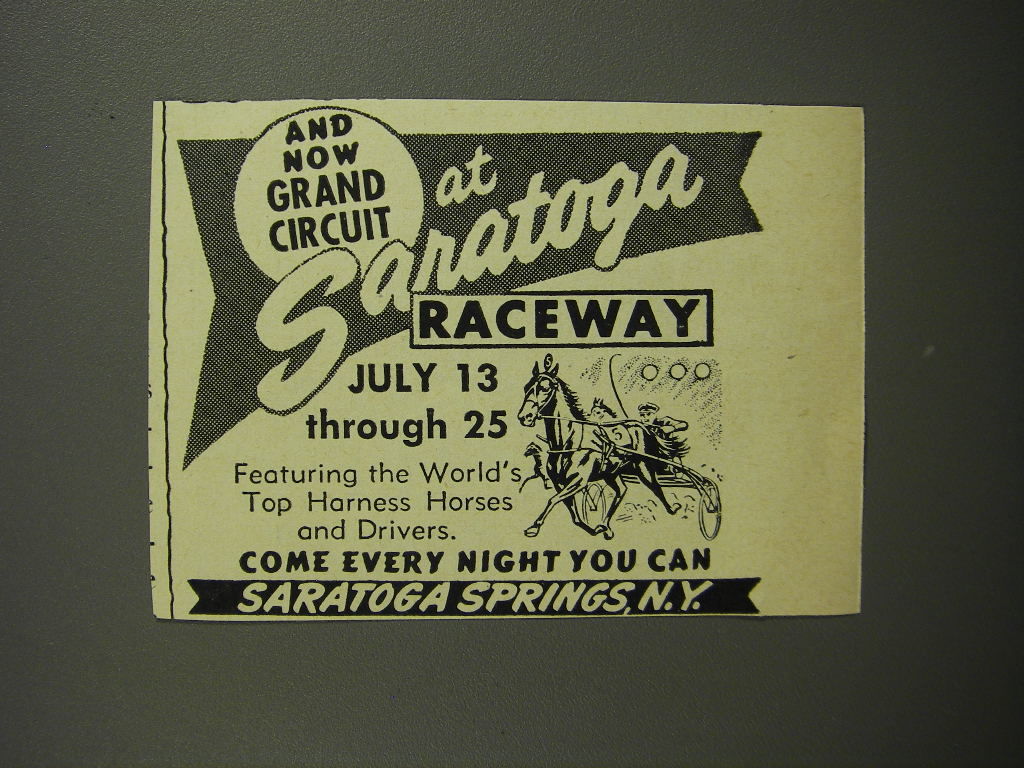 AND
NOW
GRAND
CIRCUIT
at
Saratoga
RACEWAY
JULY 13
through 25
Featuring the World's
Top Harness Horses
and Drivers.
COME EVERY NIGHT YOU CAN
SARATOGA SPRINGS, N.Y.